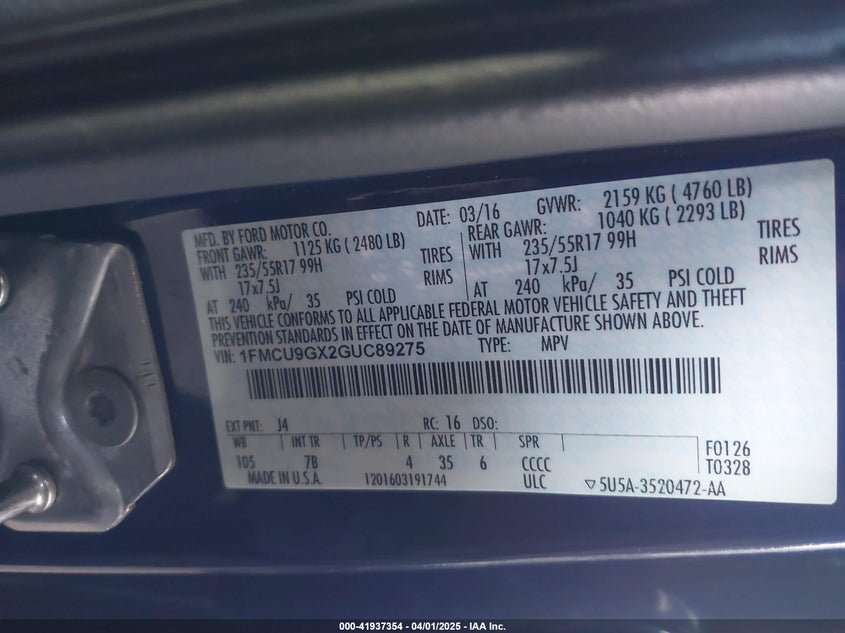 MFD. BY FORD MOTOR CO.
DATE: 03/16 GVWR: 2159 KG ( 4760 LB)
FRONT GAWR: 1125 KG ( 2480 LB) REAR GAWR: 1040 KG ( 2293 LB)
WITH 235/55R17 99H TIRES WITH 235/55R17 99H TIRES
17x7.5J RIMS 17x7.5J RIMS
AT 240 kPa/ 35 PSI COLD AT 240 kPa/ 35 PSI COLD
THIS VEHICLE CONFORMS TO ALL APPLICABLE FEDERAL MOTOR VEHICLE SAFETY AND THEFT
PREVENTION STANDARDS IN EFFECT ON THE DATE OF MANUFACTURE SHOWN ABOVE.
VIN: 1FMCU9GX2GUC89275 TYPE: MPV
EXT PNT: J4 RC: 16 DSO:
WB INT TR TP/PS R AXLE TR SPR F0126
105 7B 4 35 6 CCCC T0328
MADE IN U.S.A. 1201603191744 ULC ▽5U5A-3520472-AA
000-41937354 - 04/01/2025 - IAA Inc.